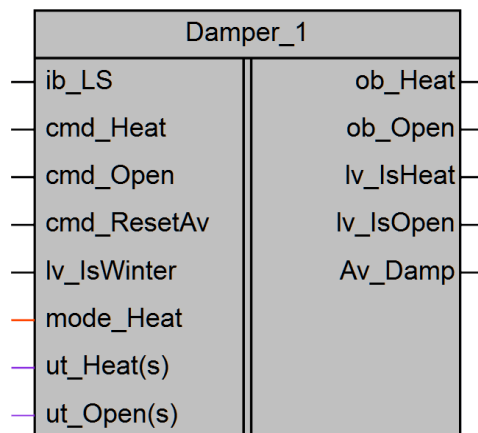 Damper_1
ib_LS
ob_Heat
cmd_Heat
ob_Open
cmd_Open
lv_IsHeat
cmd_ResetAv
lv_IsOpen
lv_IsWinter
Av_Damp
mode_Heat
ut_Heat(s)
ut_Open(s)